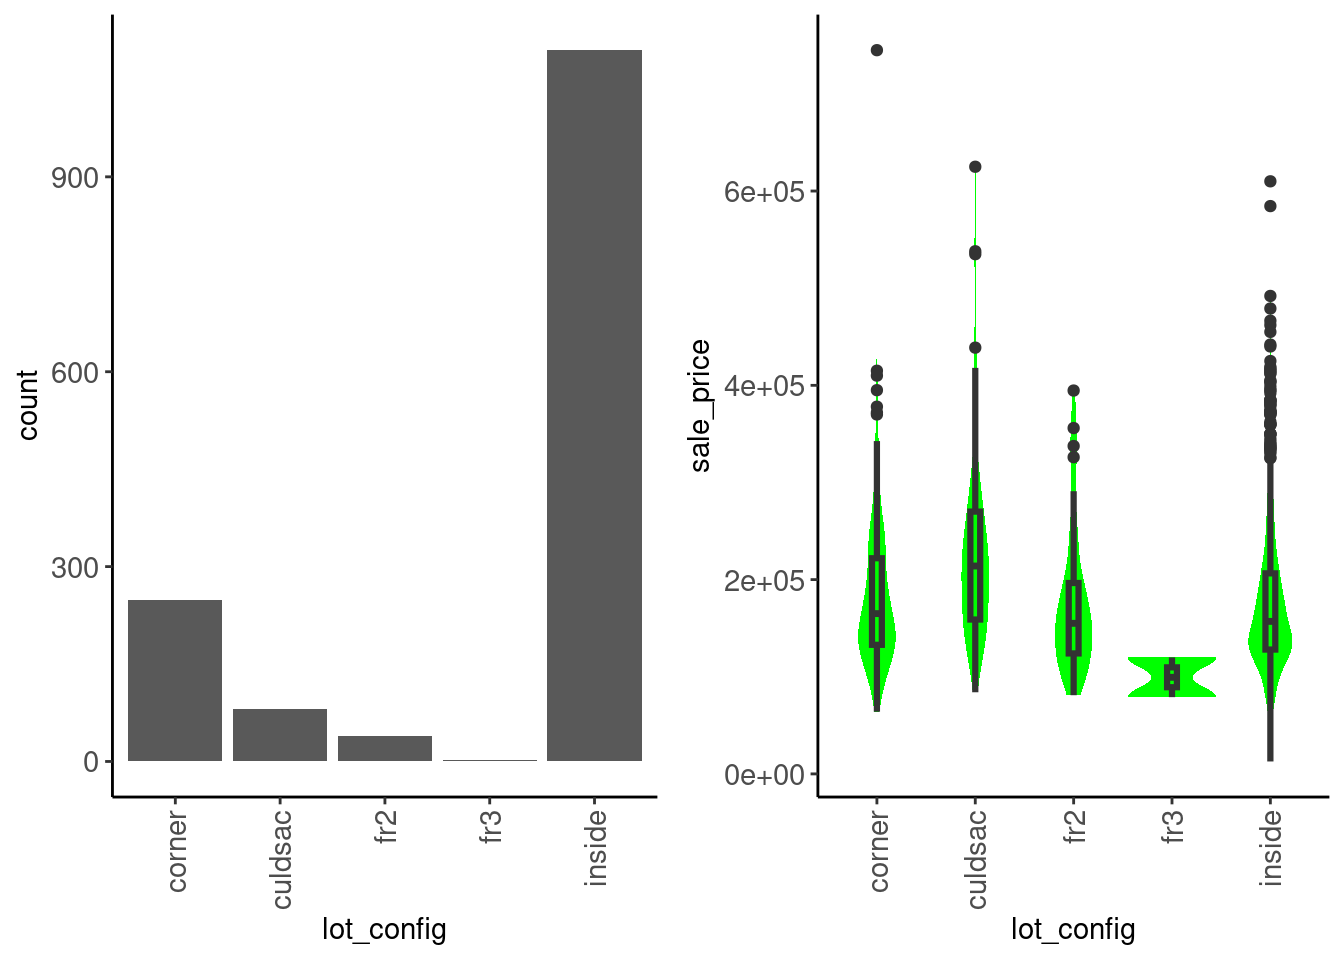 count
900
600
300
0
corner
culdsac
fr2
fr3
inside
lot_config
sale_price
6e+05
4e+05
2e+05
0e+00
corner
culdsac
fr2
fr3
inside
lot_config